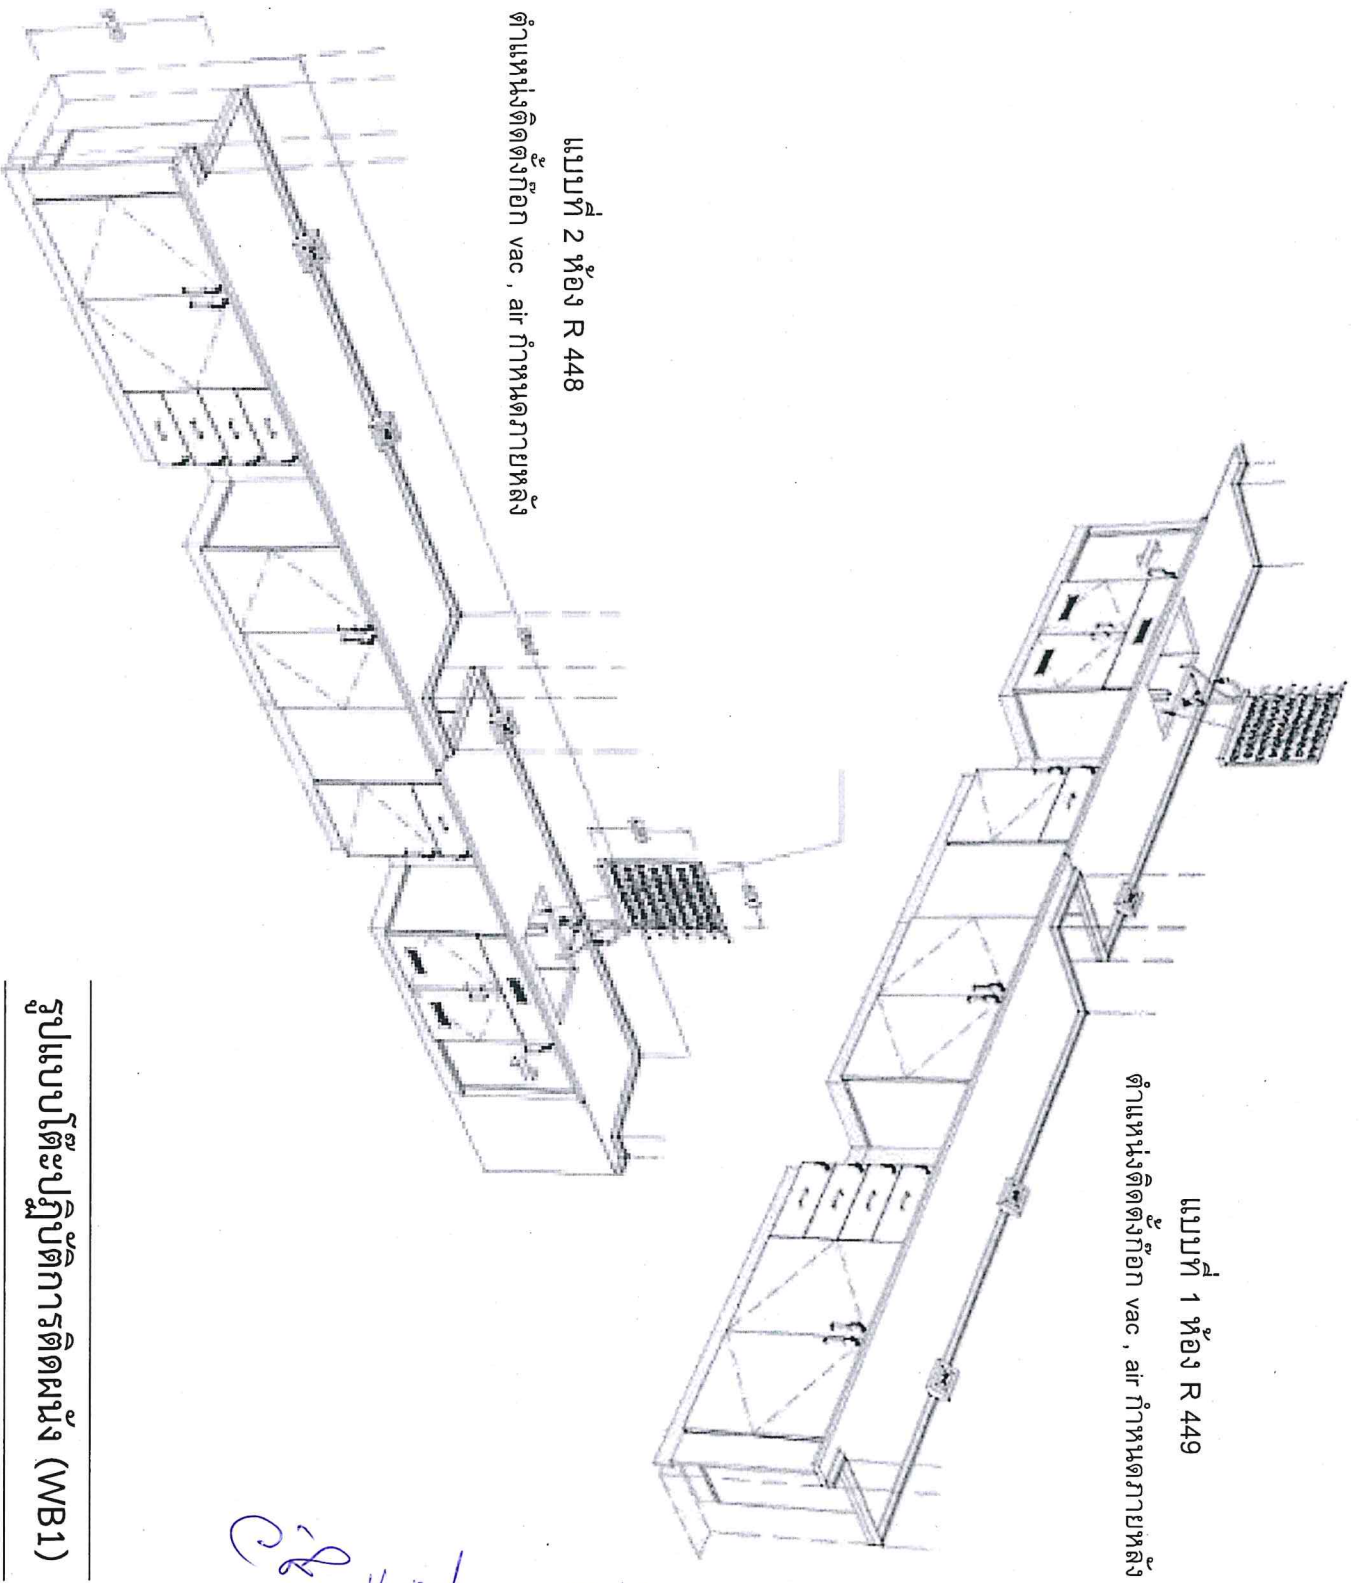 แบบที่ 1 ห้อง R 449
ตำแหน่งติดตั้งก๊อก vac , air กำหนดภายหลัง
แบบที่ 2 ห้อง R 448
ตำแหน่งติดตั้งก๊อก vac , air กำหนดภายหลัง
รูปแบบโต๊ะปฏิบัติการติดผนัง (WB1)